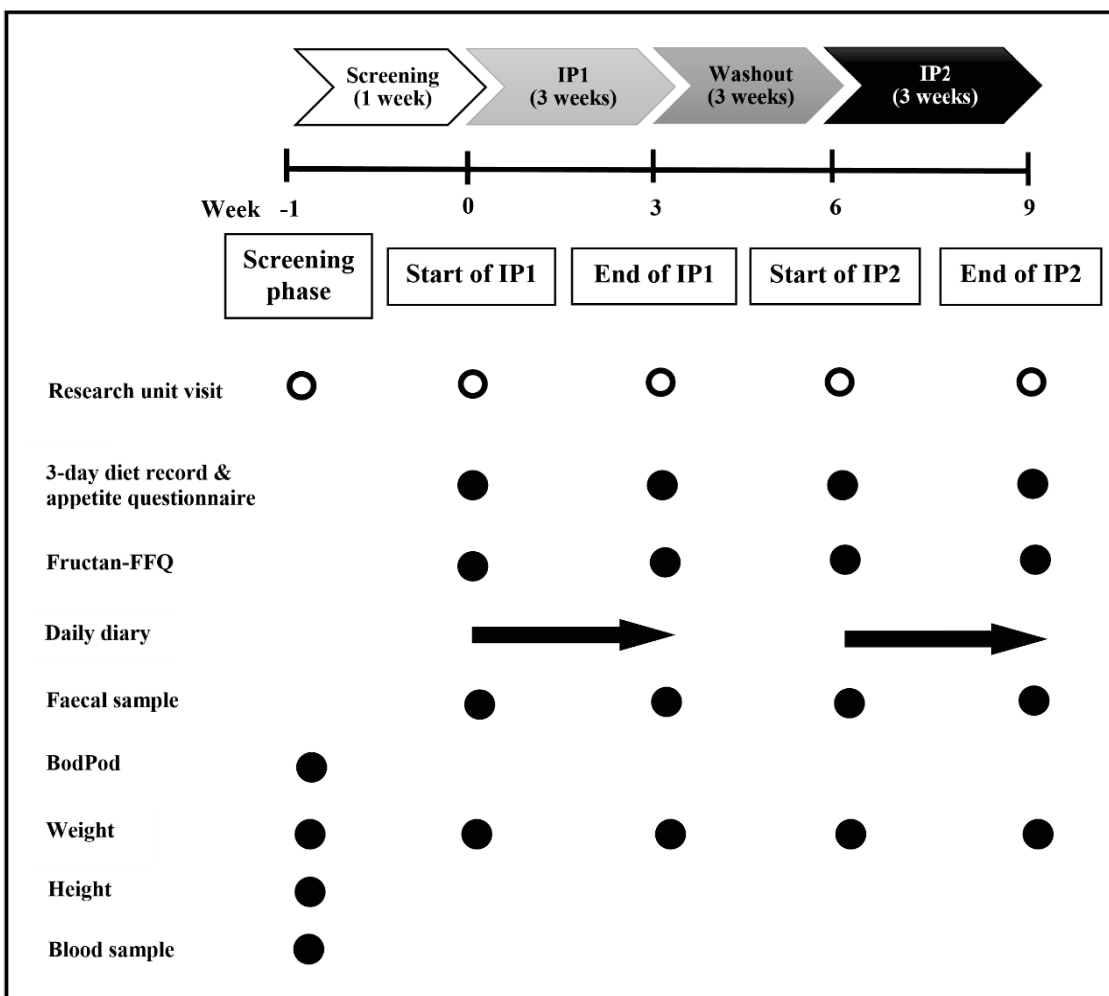 Screening
(1 week)
IP1
(3 weeks)
Washout
(3 weeks)
IP2
(3 weeks)
Week -1 0 3 6 9
Screening
phase
Start of IP1
End of IP1
Start of IP2
End of IP2
Research unit visit
3-day diet record &
appetite questionnaire
Fructan-FFQ
Daily diary
Faecal sample
BodPod
Weight
Height
Blood sample